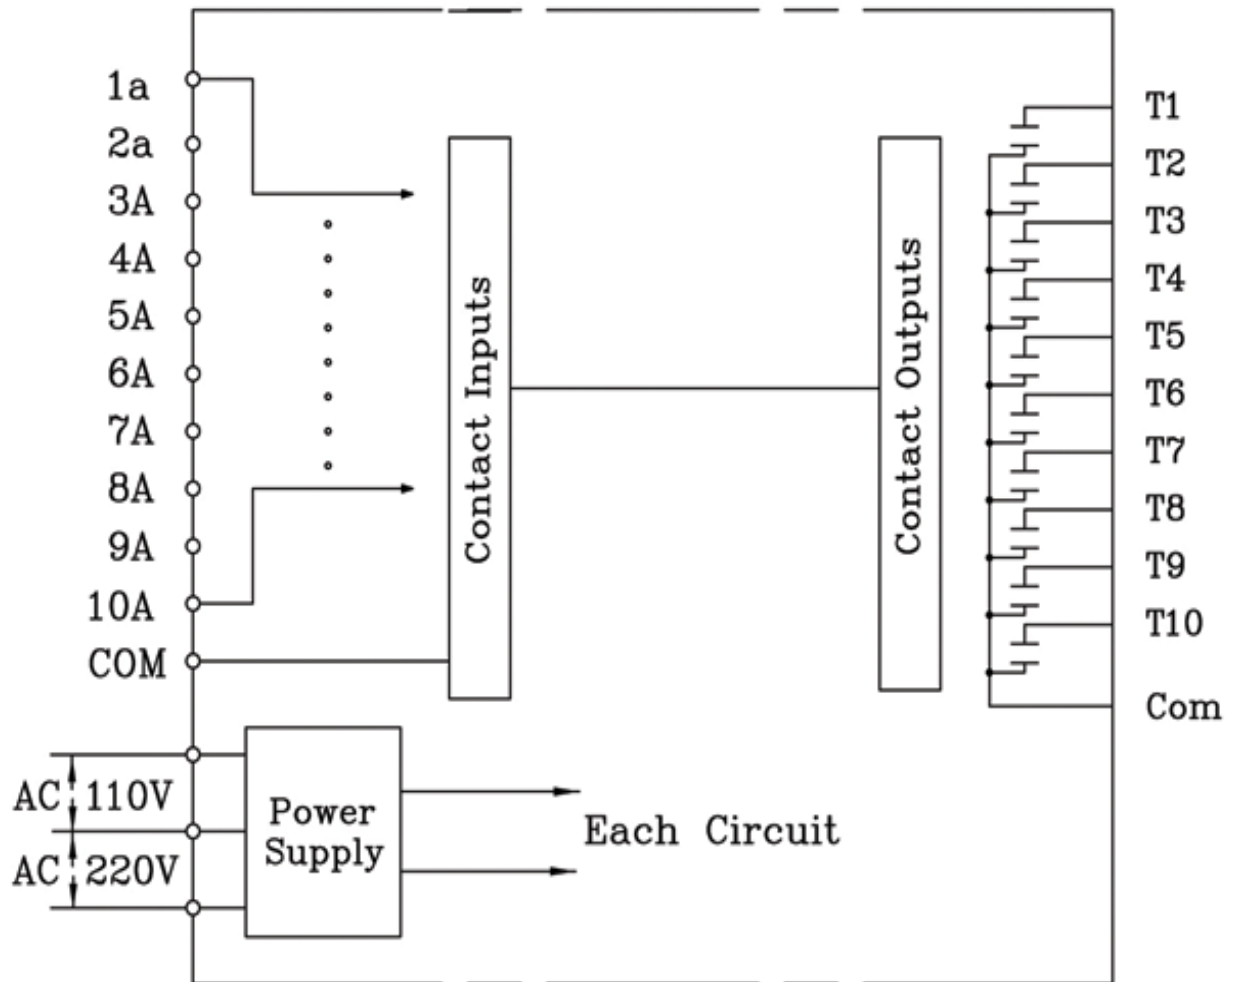 1a
2a
3A
4A
5A
6A
7A
8A
9A
10A
COM
Contact Inputs
Contact Outputs
T1
T2
T3
T4
T5
T6
T7
T8
T9
T10
Com
AC 110V
AC 220V
Power
Supply
Each Circuit